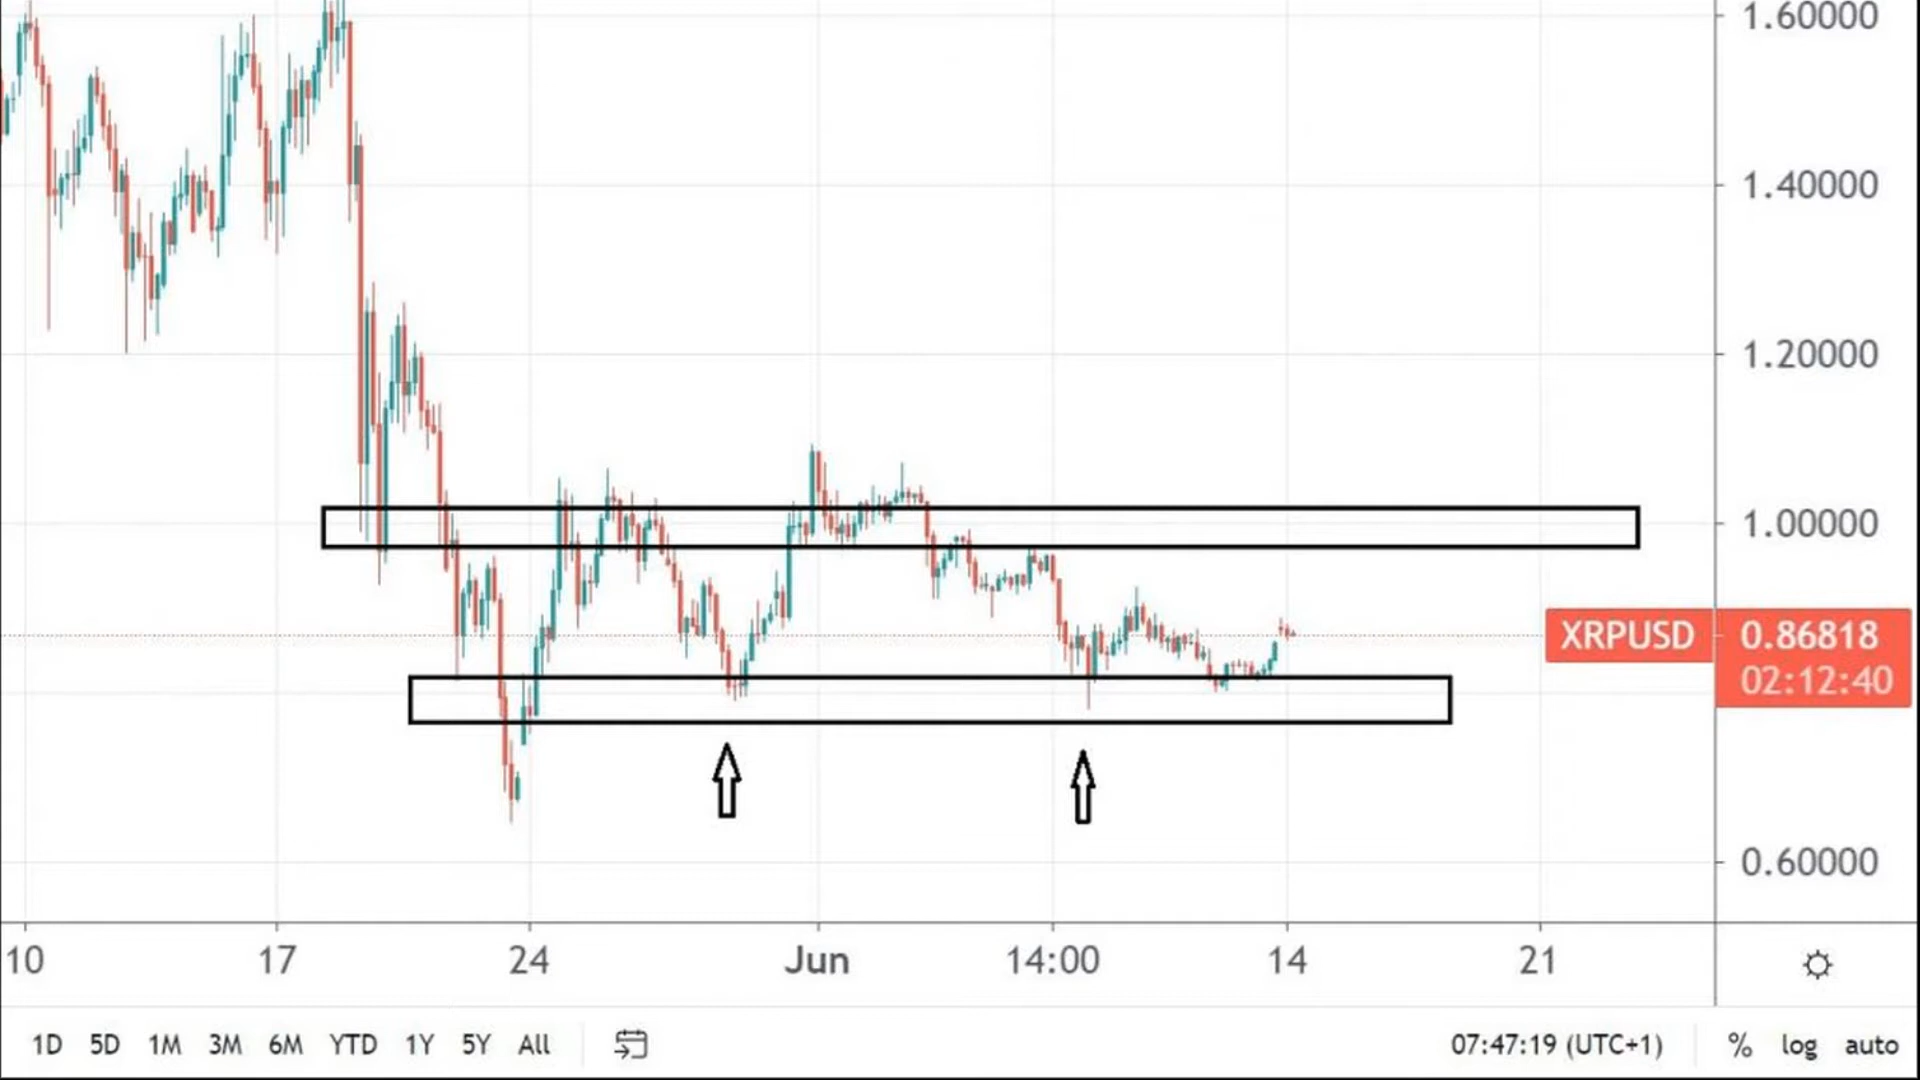 1.60000
1.40000
1.20000
1.00000
XRPUSD 0.86818
02:12:40
0.60000
10 17 24 Jun 14:00 14 21
1D 5D 1M 3M 6M YTD 1Y 5Y All 07:47:19 (UTC+1) % log auto